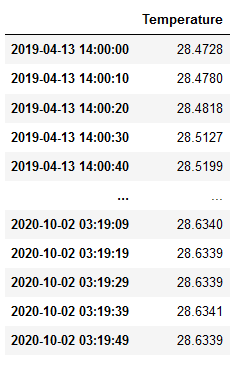 Temperature
2019-04-13 14:00:00 28.4728
2019-04-13 14:00:10 28.4780
2019-04-13 14:00:20 28.4818
2019-04-13 14:00:30 28.5127
2019-04-13 14:00:40 28.5199
... ...
2020-10-02 03:19:09 28.6340
2020-10-02 03:19:19 28.6339
2020-10-02 03:19:29 28.6339
2020-10-02 03:19:39 28.6341
2020-10-02 03:19:49 28.6339